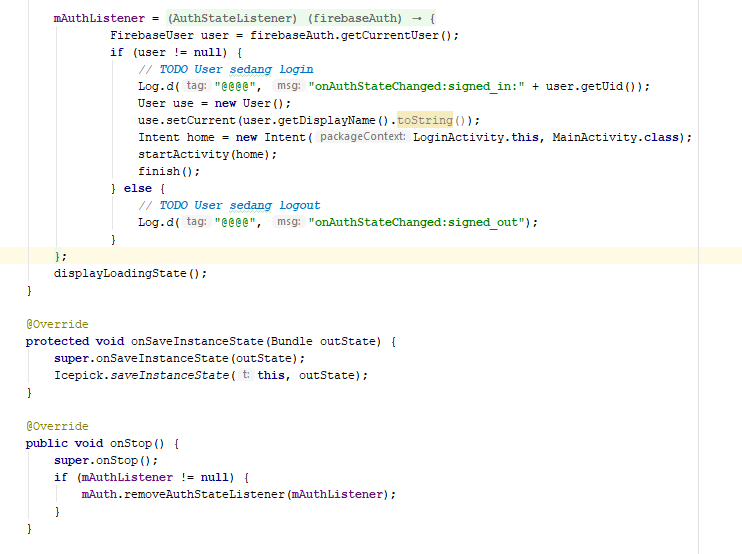 mAuthListener = (AuthStateListener) (firebaseAuth) → {
FirebaseUser user = firebaseAuth.getCurrentUser();
if (user != null) {
// TODO User sedang login
Log.d( tag: "@@@@", msg: "onAuthStateChanged:signed_in:" + user.getUid());
User use = new User();
use.setCurrent(user.getDisplayName().toString());
Intent home = new Intent( packageContext: LoginActivity.this, MainActivity.class);
startActivity(home);
finish();
} else {
// TODO User sedang logout
Log.d( tag: "@@@@", msg: "onAuthStateChanged:signed_out");
}
};
displayLoadingState();
}
@Override
protected void onSaveInstanceState(Bundle outState) {
super.onSaveInstanceState(outState);
Icepick.saveInstanceState( t: this, outState);
}
@Override
public void onStop() {
super.onStop();
if (mAuthListener != null) {
mAuth.removeAuthStateListener(mAuthListener);
}
}